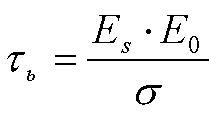 τ_b = (E_s · E_0) / σ